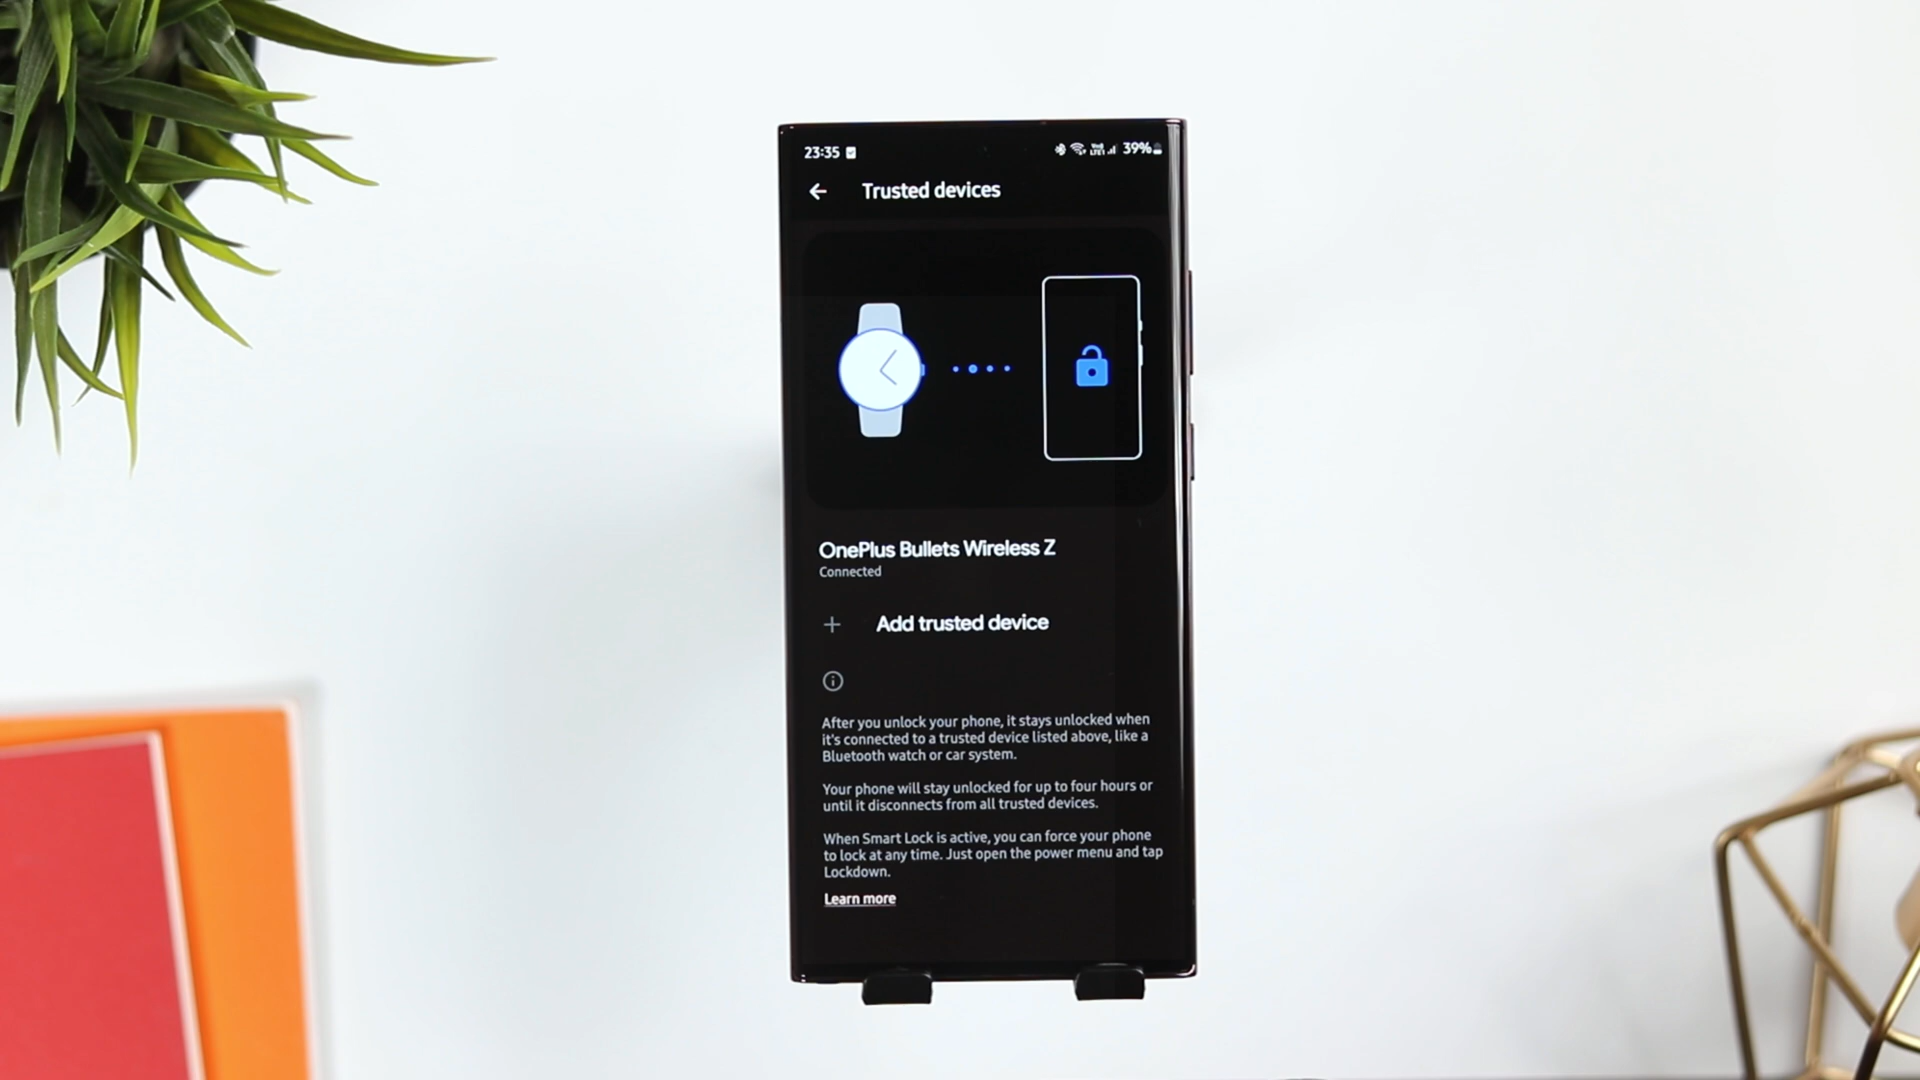 23:35
Vo8 LTE1 39%
Trusted devices
OnePlus Bullets Wireless Z
Connected
+ Add trusted device
After you unlock your phone, it stays unlocked when
it's connected to a trusted device listed above, like a
Bluetooth watch or car system.
Your phone will stay unlocked for up to four hours or
until it disconnects from all trusted devices.
When Smart Lock is active, you can force your phone
to lock at any time. Just open the power menu and tap
Lockdown.
Learn more